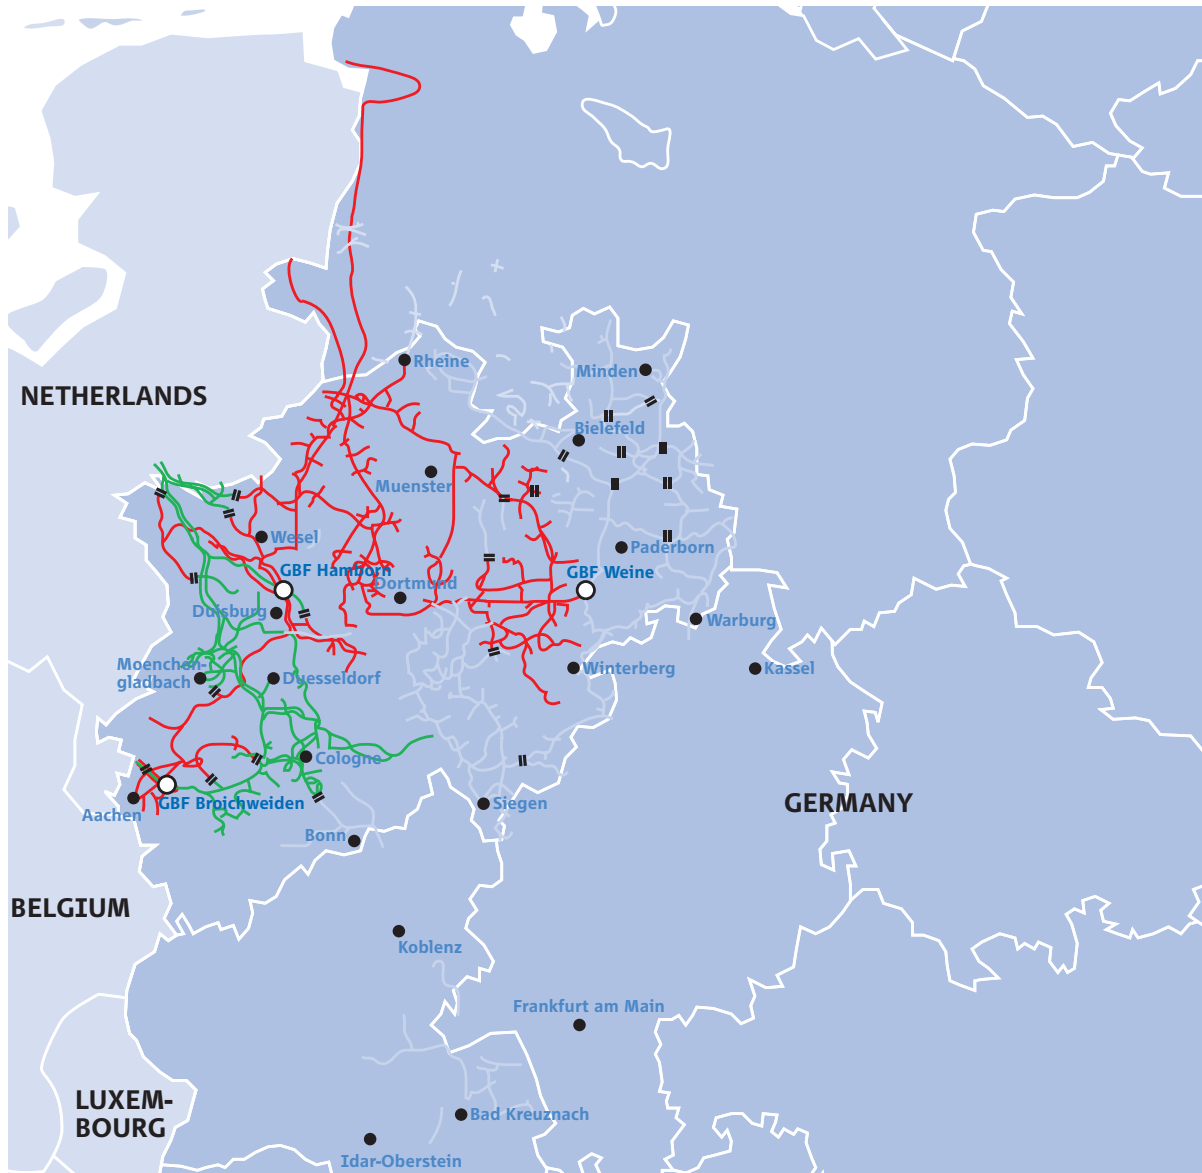 Rheine
Minden
NETHERLANDS
Bielefeld
Muenster
Wesel
Paderborn
GBF Hamborn
GBF Weine
Dortmund
Duisburg
Warburg
Moenchen-
gladbach
Duesseldorf
Winterberg
Kassel
Cologne
GBF Broichweiden
Siegen
GERMANY
Aachen
Bonn
BELGIUM
Koblenz
Frankfurt am Main
LUXEM-
BOURG
Bad Kreuznach
Idar-Oberstein